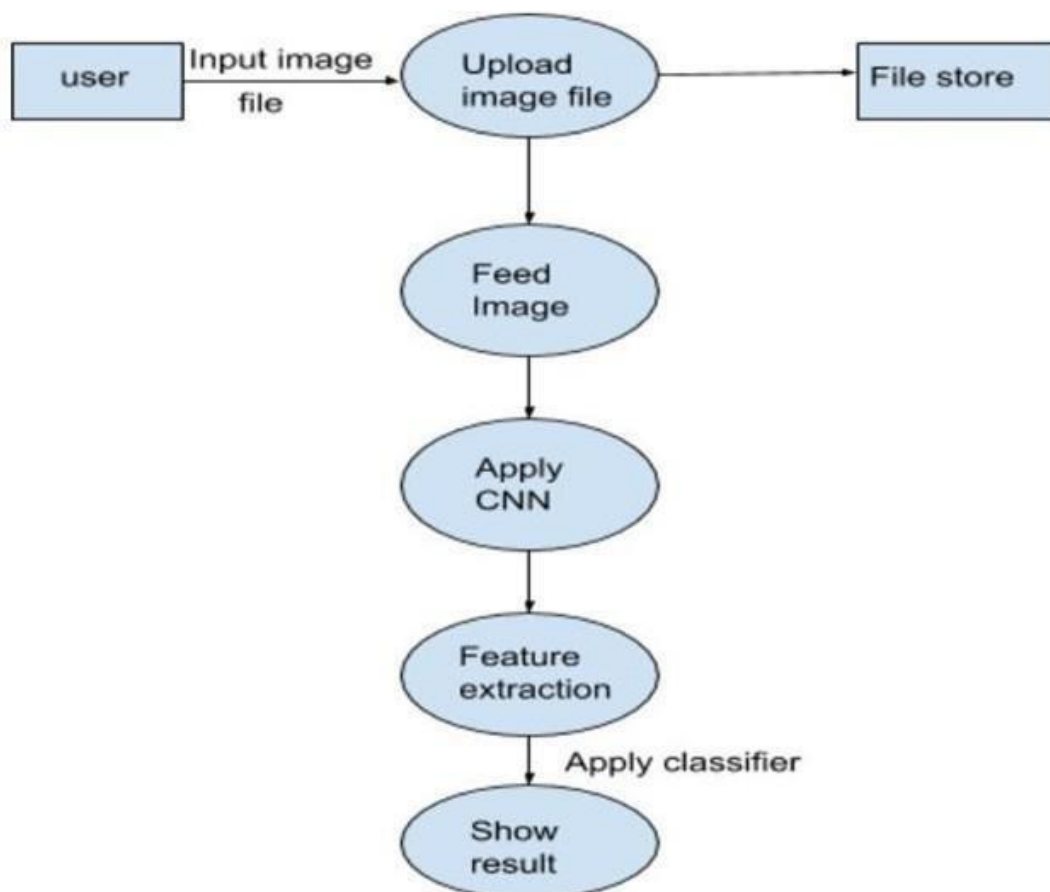 user
Input image
file
Upload
image file
File store
Feed
Image
Apply
CNN
Feature
extraction
Apply classifier
Show
result